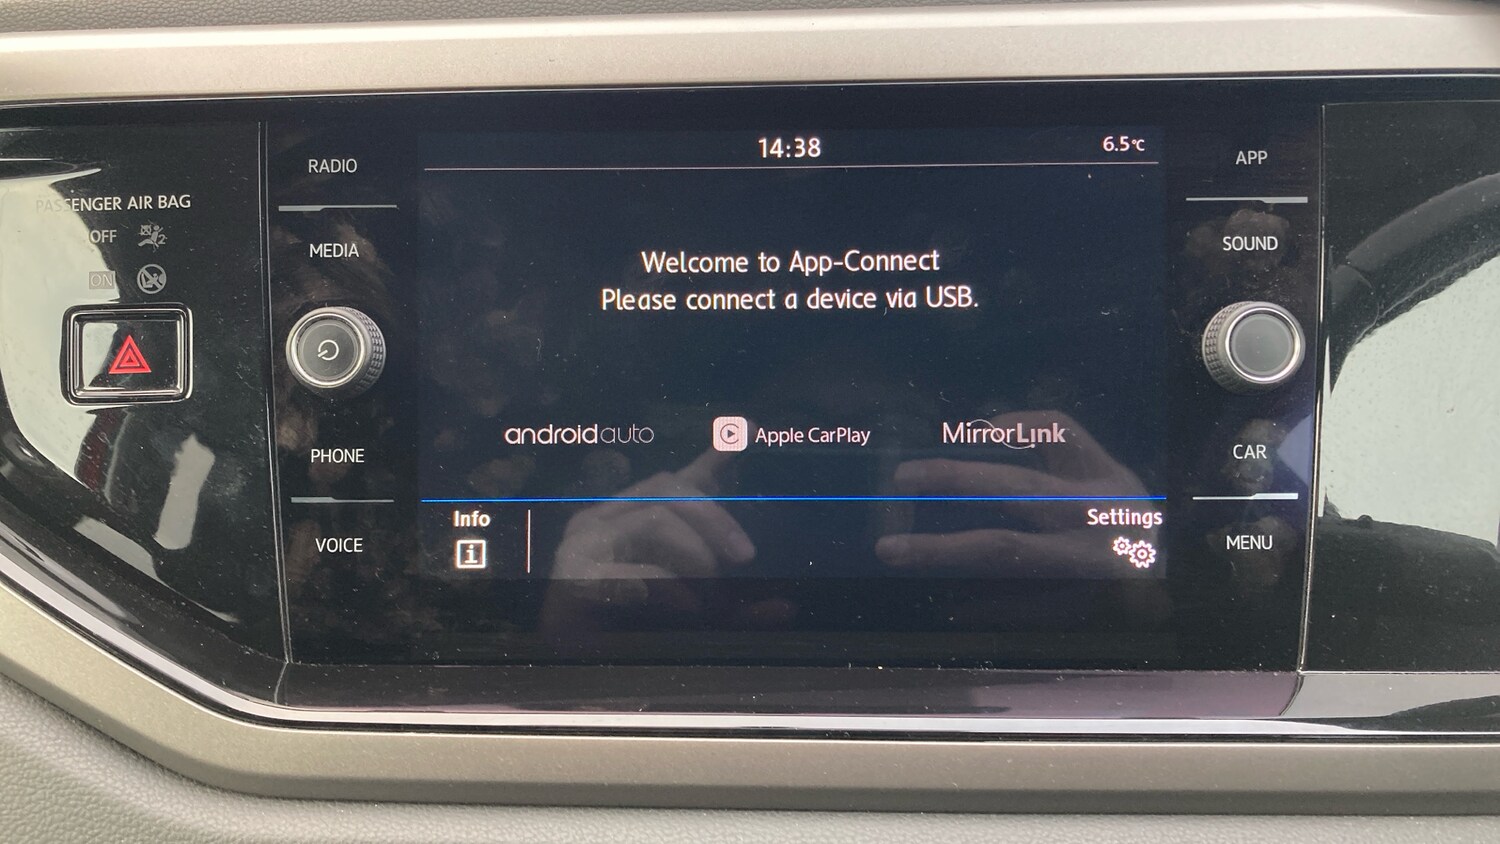 PASSENGER AIR BAG
OFF
2
ON
RADIO
MEDIA
PHONE
VOICE
14:38
6.5°C
Welcome to App-Connect
Please connect a device via USB.
androidauto
Apple CarPlay
MirrorLink
Info
i
Settings
APP
SOUND
CAR
MENU